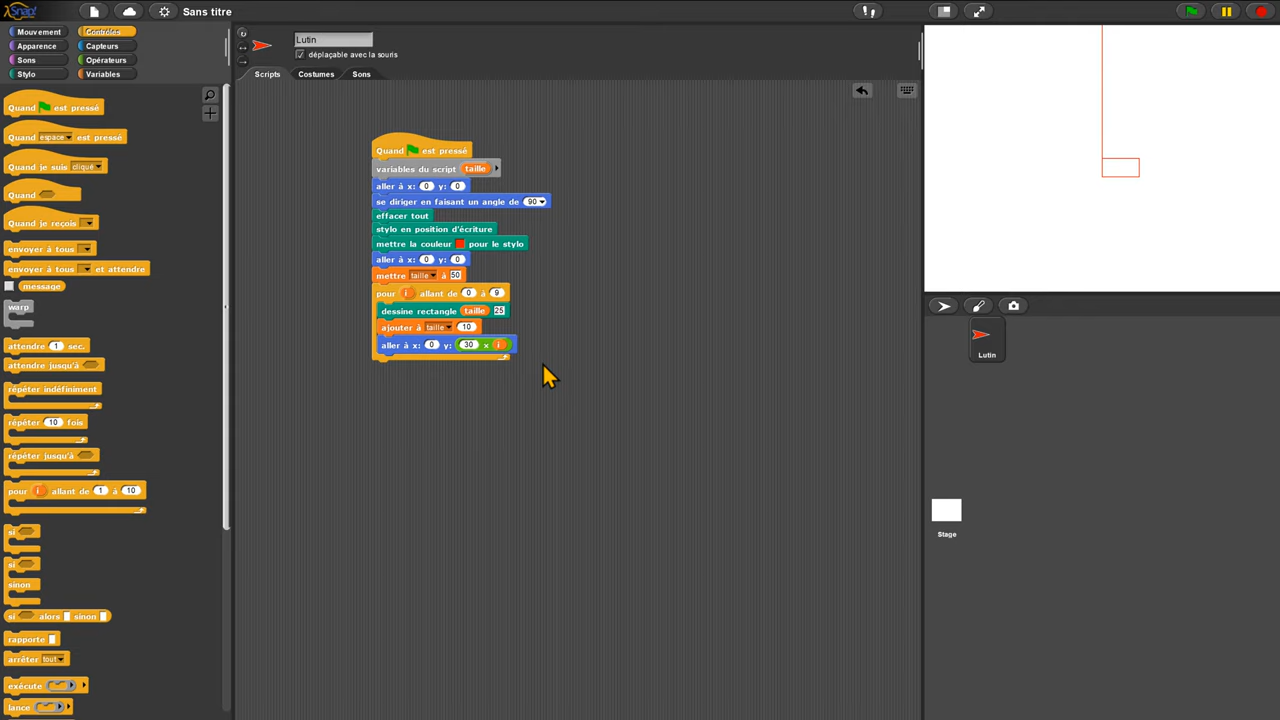 Snap!
Sans titre
Mouvement
Contrôles
Apparence
Capteurs
Sons
Opérateurs
Stylo
Variables
Quand est pressé
Quand espace est pressé
Quand je suis cliqué
Quand
Quand je reçois
envoyer à tous
envoyer à tous et attendre
message
warp
attendre 1 sec.
attendre jusqu'à
répéter indéfiniment
répéter 10 fois
répéter jusqu'à
pour i allant de 1 à 10
si
si
sinon
si alors sinon
rapporte
arrêter tout
exécute
lance
Lutin
déplaçable avec la souris
Scripts
Costumes
Sons
Quand est pressé
variables du script taille
aller à x: 0 y: 0
se diriger en faisant un angle de 90
effacer tout
stylo en position d'écriture
mettre la couleur pour le stylo
aller à x: 0 y: 0
mettre taille à 50
pour i allant de 0 à 9
dessine rectangle taille 25
ajouter à taille 10
aller à x: 0 y: 30 × i
Lutin
Stage